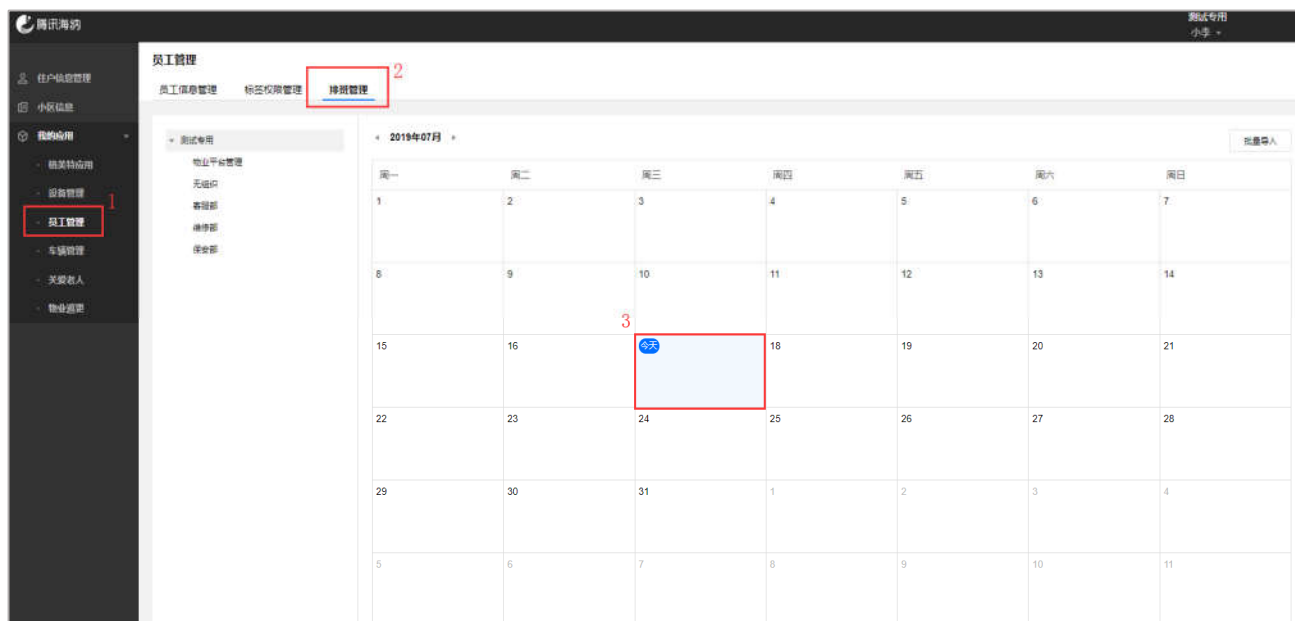 腾讯海纳
测试专用
小李
住户信息管理
小区信息
我的应用
桃美特应用
设备管理
员工管理
车辆管理
关爱老人
物业巡更
1
员工管理
员工信息管理 标签权限管理 排班管理
2
测试专用
物业平台管理
无组织
客服部
维修部
保安部
2019年07月
批量导入
周一 周二 周三 周四 周五 周六 周日
1 2 3 4 5 6 7
8 9 10 11 12 13 14
3
15 16 今天 18 19 20 21
22 23 24 25 26 27 28
29 30 31 1 2 3 4
5 6 7 8 9 10 11